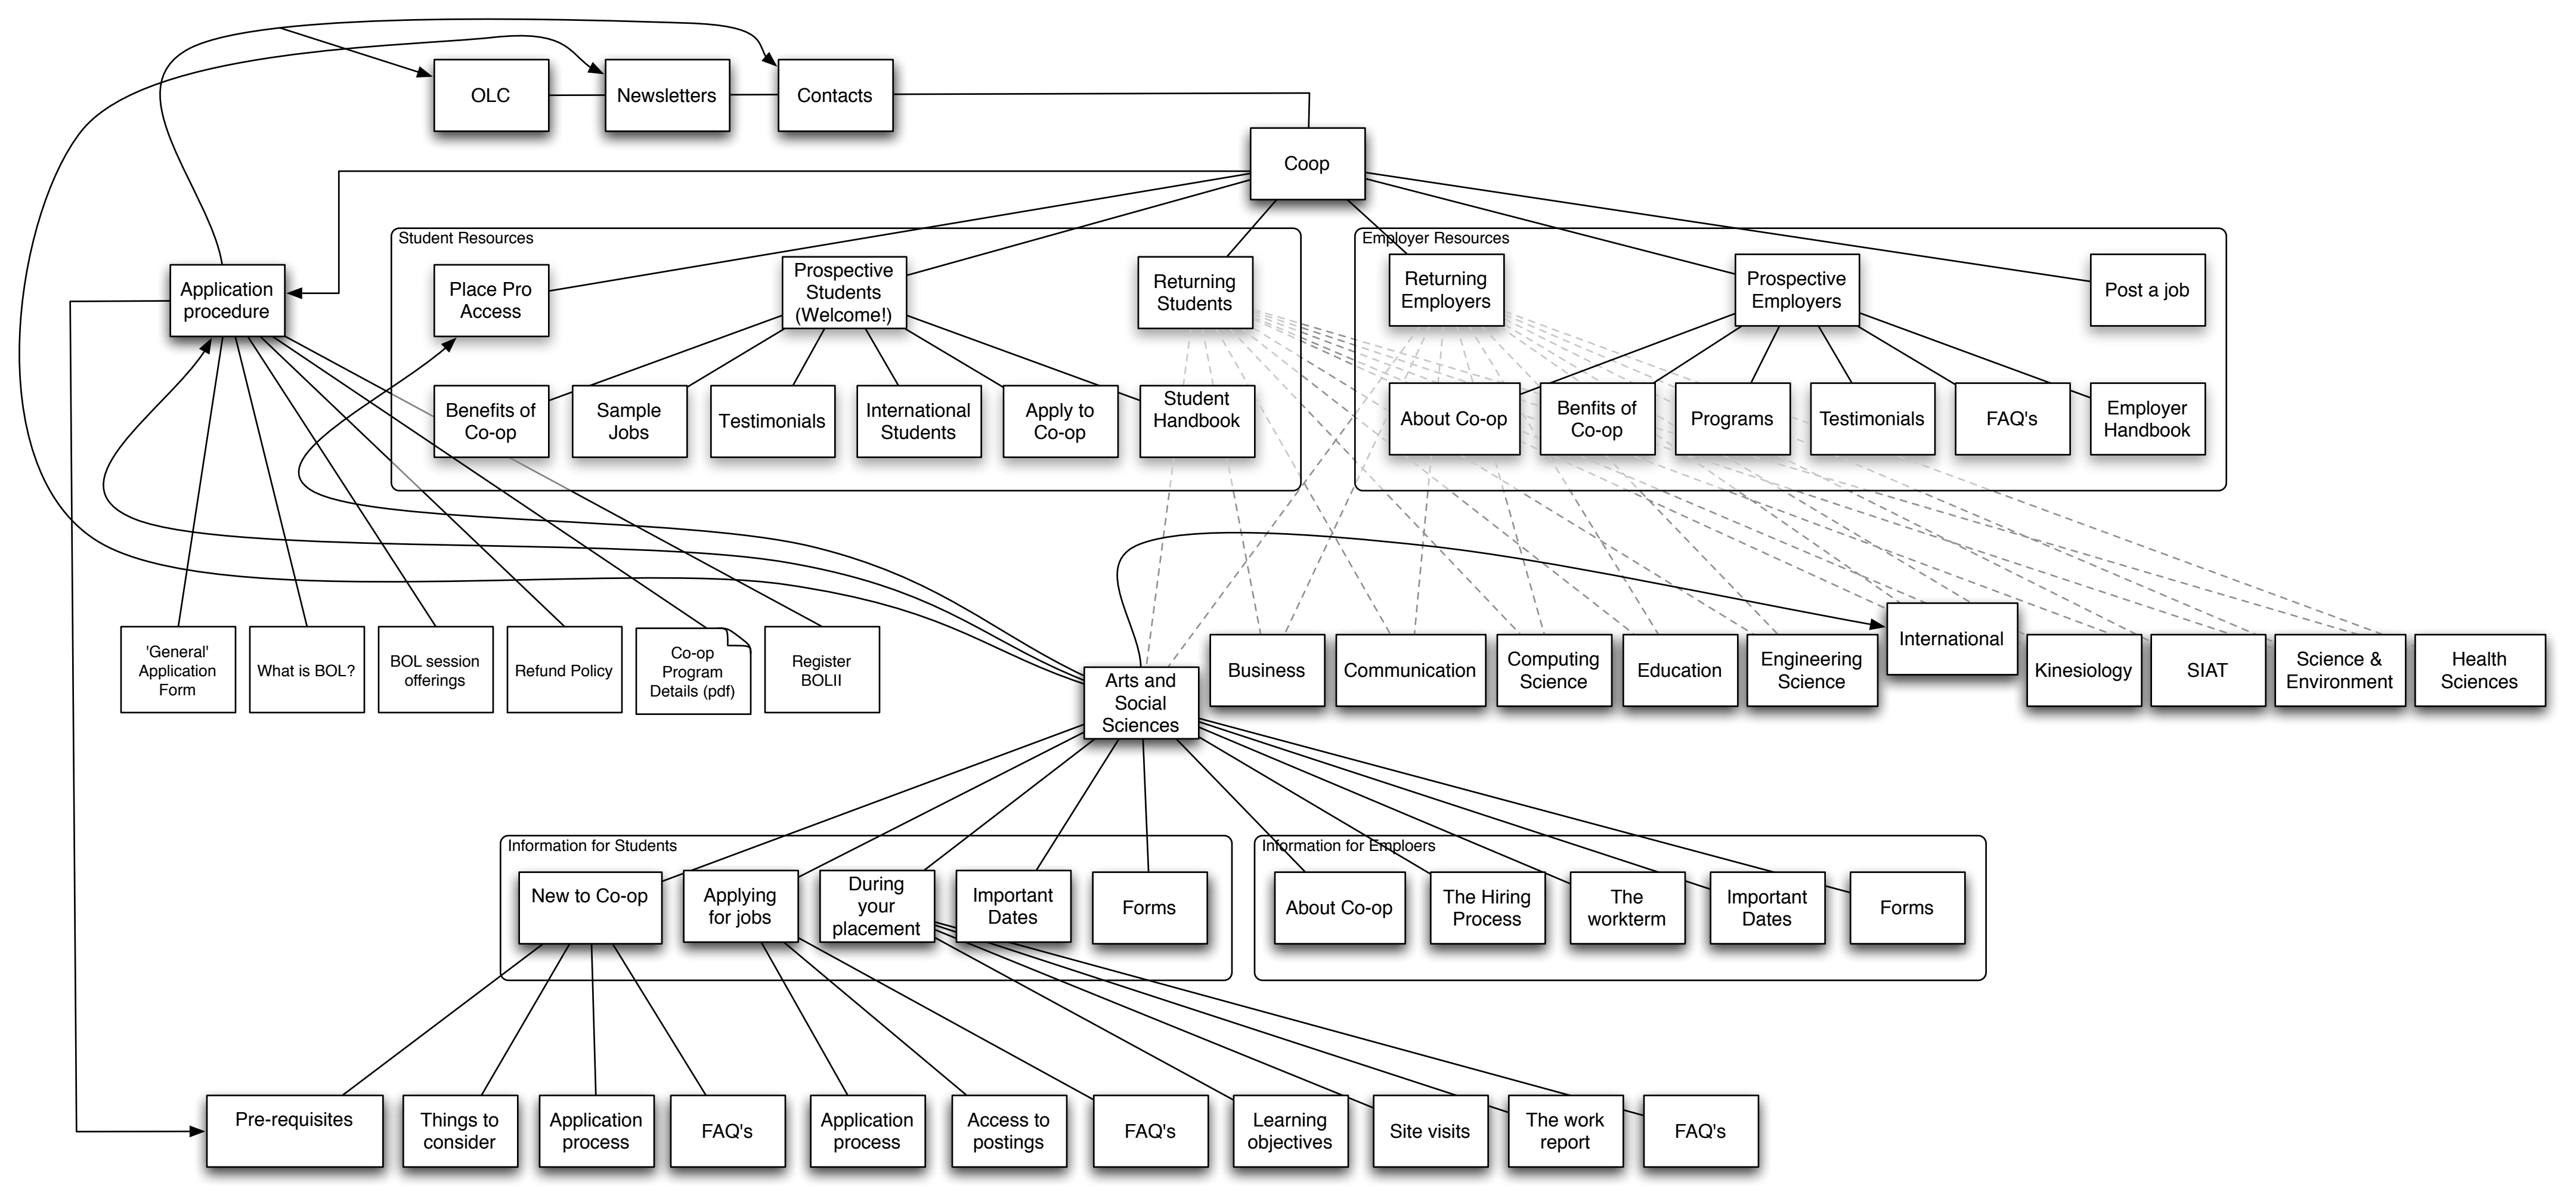 OLC
Newsletters
Contacts
Coop
Student Resources
Employer Resources
Application
procedure
Place Pro
Access
Prospective
Students
(Welcome!)
Returning
Students
Returning
Employers
Prospective
Employers
Post a job
Benefits of
Co-op
Sample
Jobs
Testimonials
International
Students
Apply to
Co-op
Student
Handbook
About Co-op
Benfits of
Co-op
Programs
Testimonials
FAQ's
Employer
Handbook
'General'
Application
Form
What is BOL?
BOL session
offerings
Refund Policy
Co-op
Program
Details (pdf)
Register
BOLII
Arts and
Social
Sciences
Business
Communication
Computing
Science
Education
Engineering
Science
International
Kinesiology
SIAT
Science &
Environment
Health
Sciences
Information for Students
Information for Emploers
New to Co-op
Applying
for jobs
During
your
placement
Important
Dates
Forms
About Co-op
The Hiring
Process
The
workterm
Important
Dates
Forms
Pre-requisites
Things to
consider
Application
process
FAQ's
Application
process
Access to
postings
FAQ's
Learning
objectives
Site visits
The work
report
FAQ's